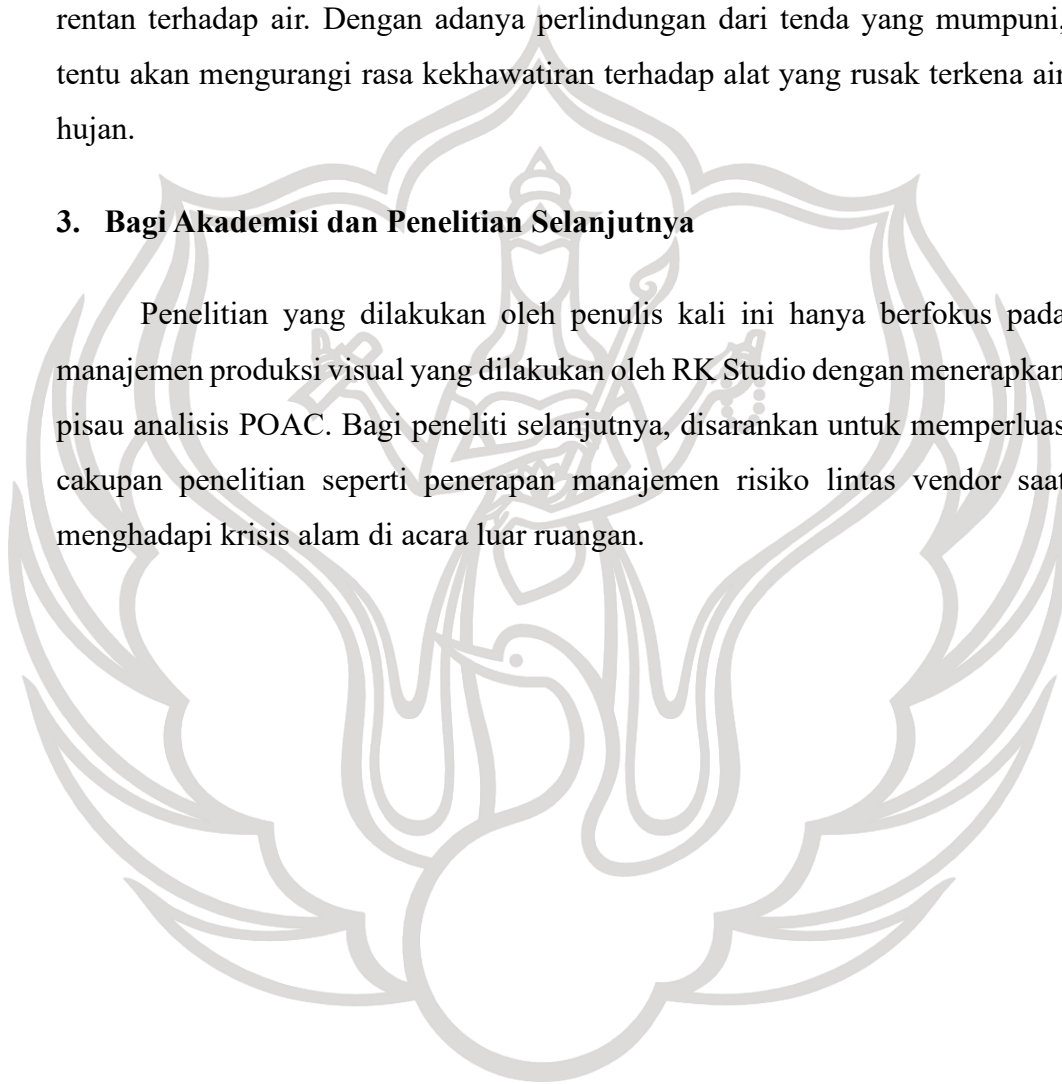 rentan terhadap air. Dengan adanya perlindungan dari tenda yang mumpuni,
tentu akan mengurangi rasa kekhawatiran terhadap alat yang rusak terkena air
hujan.
3. Bagi Akademisi dan Penelitian Selanjutnya
Penelitian yang dilakukan oleh penulis kali ini hanya berfokus pada
manajemen produksi visual yang dilakukan oleh RK Studio dengan menerapkan
pisau analisis POAC. Bagi peneliti selanjutnya, disarankan untuk memperluas
cakupan penelitian seperti penerapan manajemen risiko lintas vendor saat
menghadapi krisis alam di acara luar ruangan.